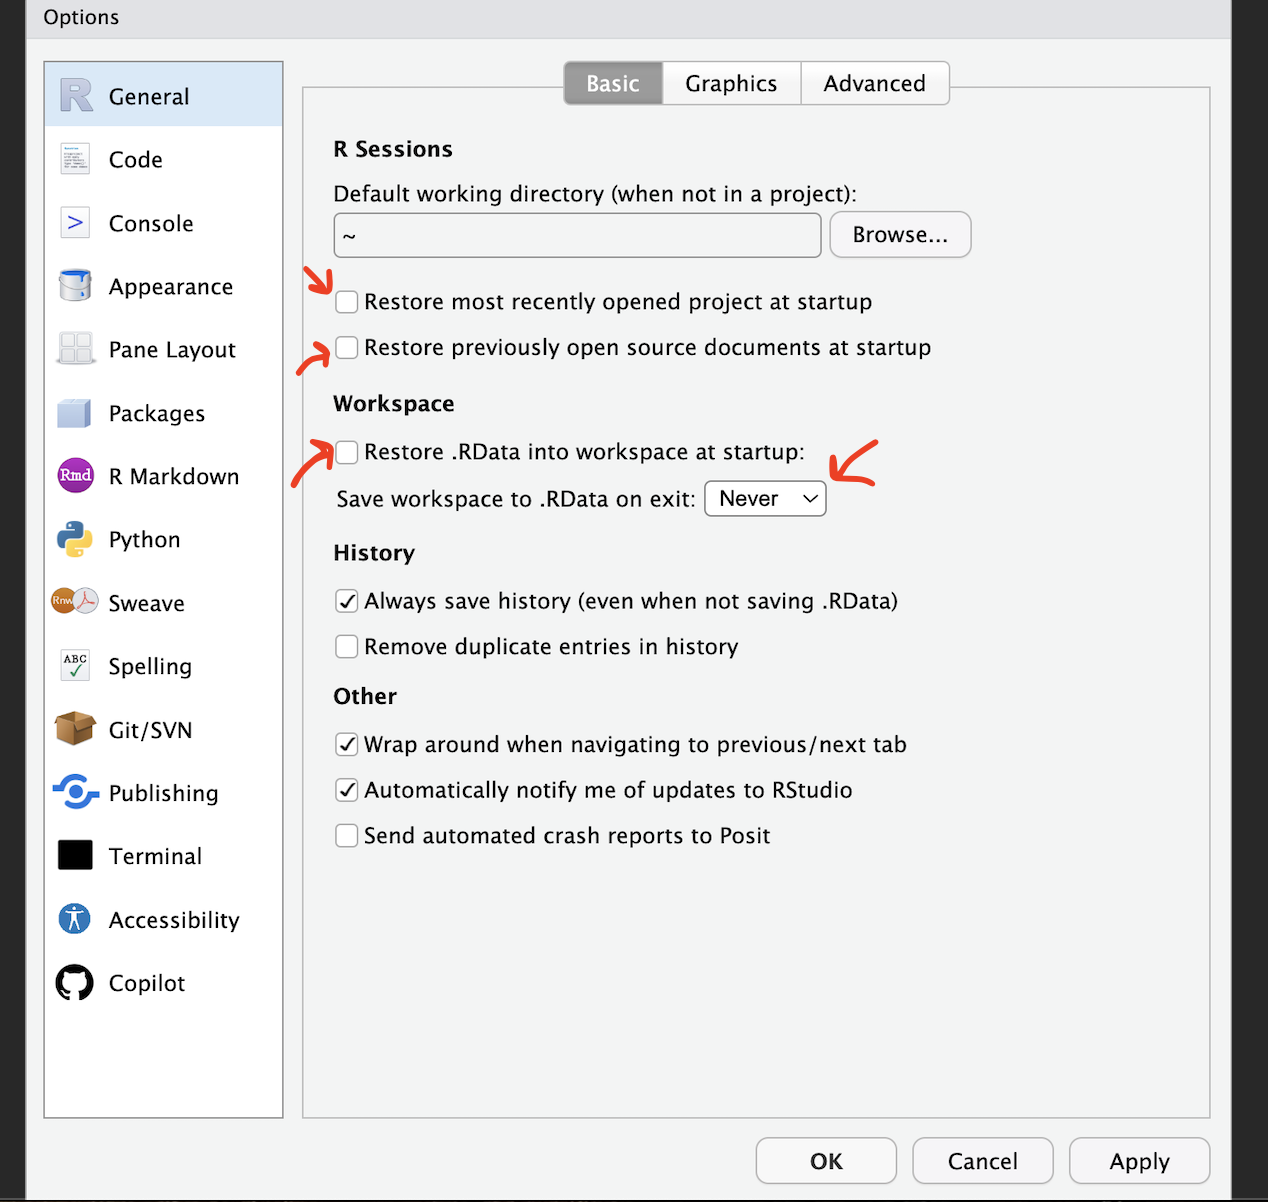 Options
General
Code
Console
Appearance
Pane Layout
Packages
Rmd
R Markdown
Python
Rnw
Sweave
ABC
Spelling
Git/SVN
Publishing
Terminal
Accessibility
Copilot
Basic
Graphics
Advanced
R Sessions
Default working directory (when not in a project):
~
Browse...
Restore most recently opened project at startup
Restore previously open source documents at startup
Workspace
Restore .RData into workspace at startup:
Save workspace to .RData on exit: Never
History
Always save history (even when not saving .RData)
Remove duplicate entries in history
Other
Wrap around when navigating to previous/next tab
Automatically notify me of updates to RStudio
Send automated crash reports to Posit
OK
Cancel
Apply